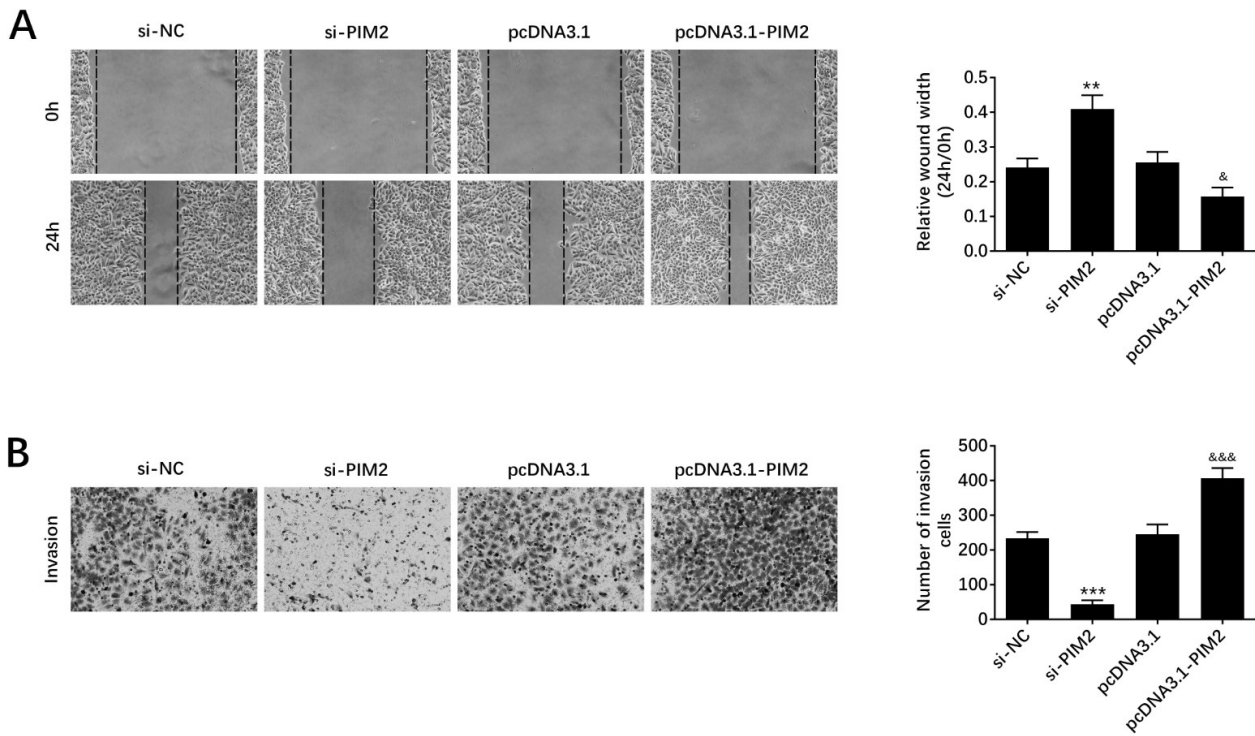 A
si-NC
si-PIM2
pcDNA3.1
pcDNA3.1-PIM2
0h
24h
Relative wound width
(24h/0h)
0.5
0.4
0.3
0.2
0.1
0.0
**
&
si-NC
si-PIM2
pcDNA3.1
pcDNA3.1-PIM2
B
si-NC
si-PIM2
pcDNA3.1
pcDNA3.1-PIM2
Invasion
Number of invasion
cells
500
400
300
200
100
0
***
&&&
si-NC
si-PIM2
pcDNA3.1
pcDNA3.1-PIM2